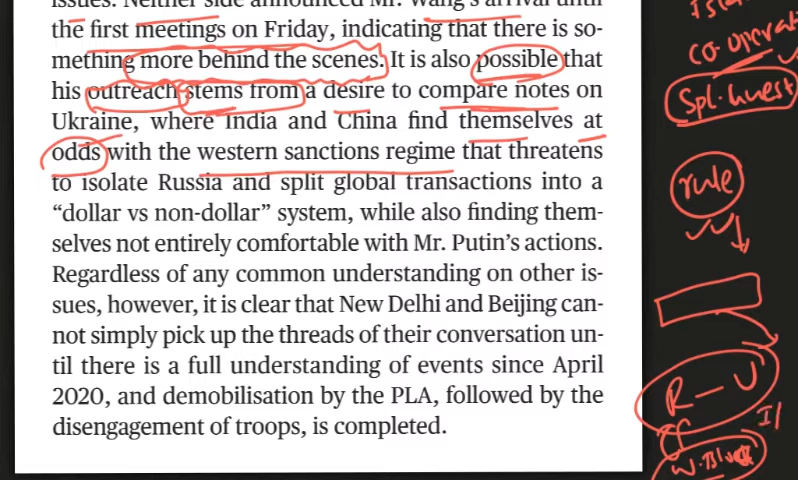 issues. Neither side announced Mr. Wang's arrival until
the first meetings on Friday, indicating that there is so-
mething more behind the scenes. It is also possible that
his outreach stems from a desire to compare notes on
Ukraine, where India and China find themselves at
odds with the western sanctions regime that threatens
to isolate Russia and split global transactions into a
“dollar vs non-dollar” system, while also finding them-
selves not entirely comfortable with Mr. Putin’s actions.
Regardless of any common understanding on other is-
sues, however, it is clear that New Delhi and Beijing can-
not simply pick up the threads of their conversation un-
til there is a full understanding of events since April
2020, and demobilisation by the PLA, followed by the
disengagement of troops, is completed.
co-operat
Spl. Guest
rule
R - U
W. Block